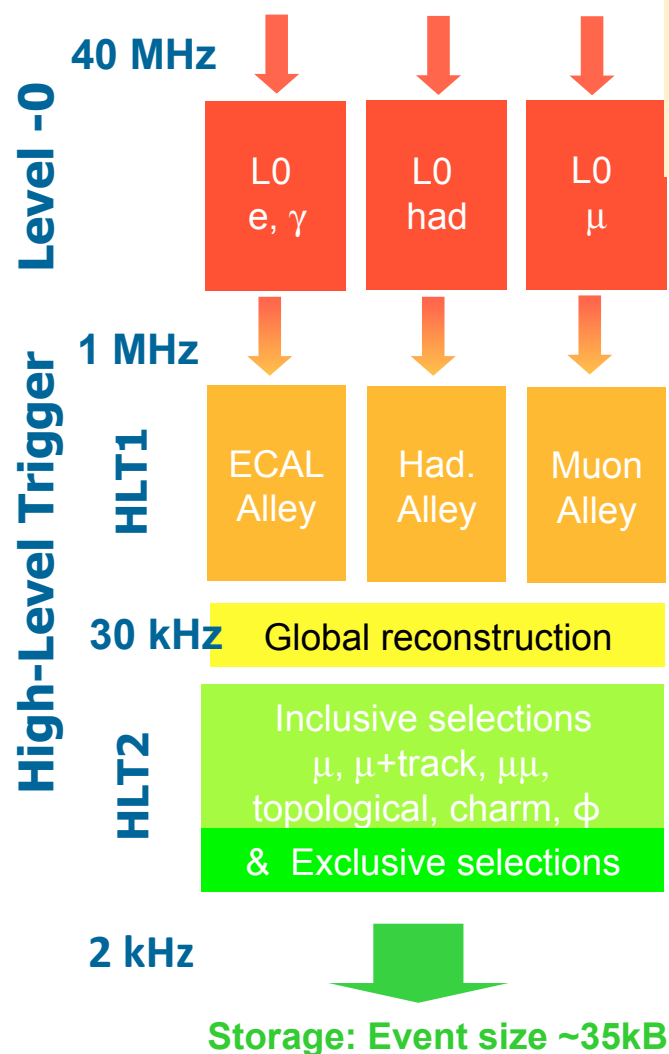 40 MHz
Level -0
L0
e, γ
L0
had
L0
μ
1 MHz
High-Level Trigger
HLT1
ECAL
Alley
Had.
Alley
Muon
Alley
30 kHz
Global reconstruction
HLT2
Inclusive selections
μ, μ+track, μμ,
topological, charm, ϕ
& Exclusive selections
2 kHz
Storage: Event size ~35kB